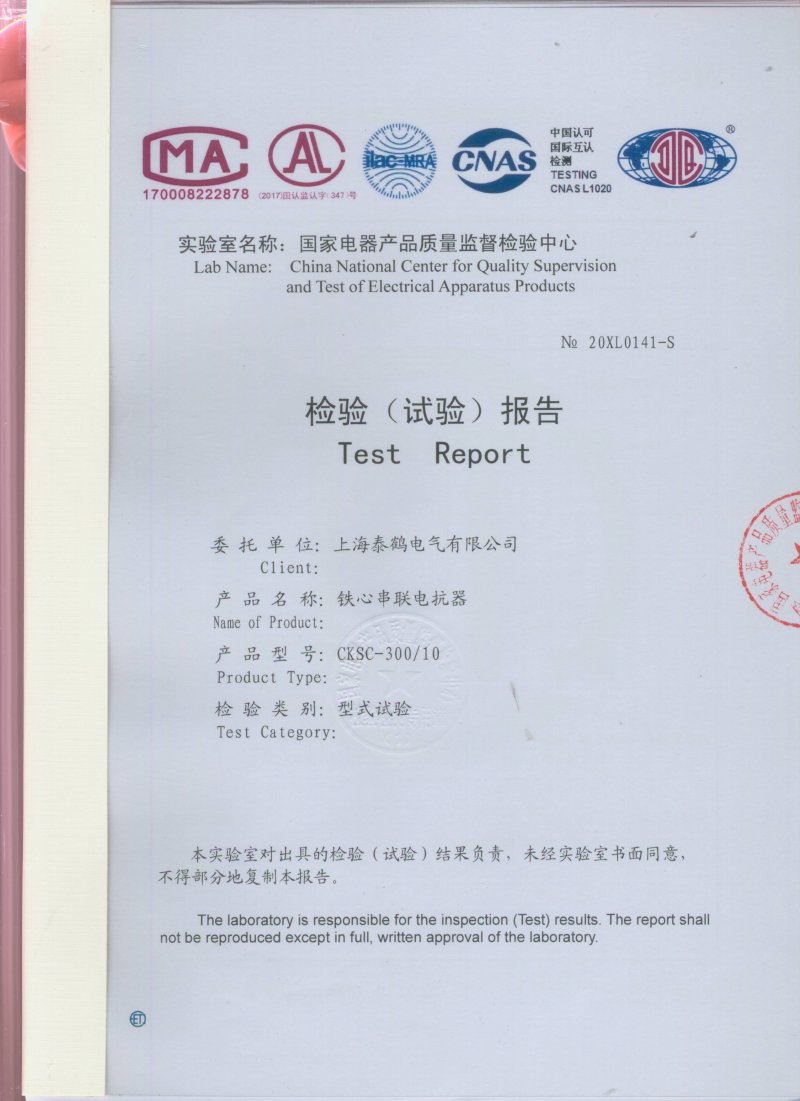 MA
AL
ilac-MRA
CNAS
中国认可
国际互认
检测
TESTING
CNAS L1020
®
170008222878
(2017)国认监认字(347)号
实验室名称：国家电器产品质量监督检验中心
Lab Name: China National Center for Quality Supervision
and Test of Electrical Apparatus Products
№ 20XL0141-S
检验（试验）报告
Test Report
委托单位：上海泰鹤电气有限公司
Client:
产品名称：铁心串联电抗器
Name of Product:
产品型号：CKSC-300/10
Product Type:
检验类别：型式试验
Test Category:
家电器产品质量监
本实验室对出具的检验（试验）结果负责，未经实验室书面同意，
不得部分地复制本报告。
The laboratory is responsible for the inspection (Test) results. The report shall
not be reproduced except in full, written approval of the laboratory.